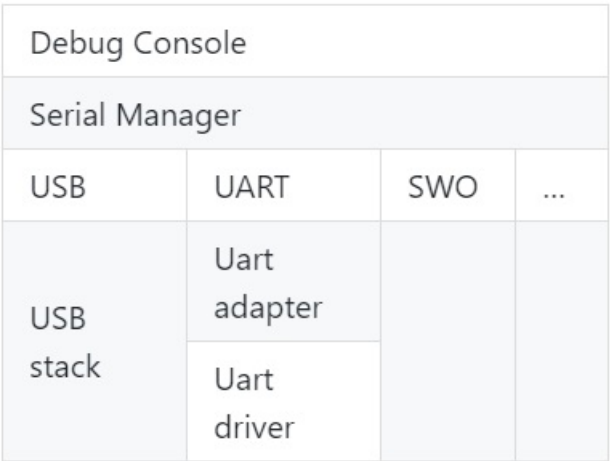 Debug Console
Serial Manager
USB UART SWO ...
Uart
adapter
USB
stack
Uart
driver